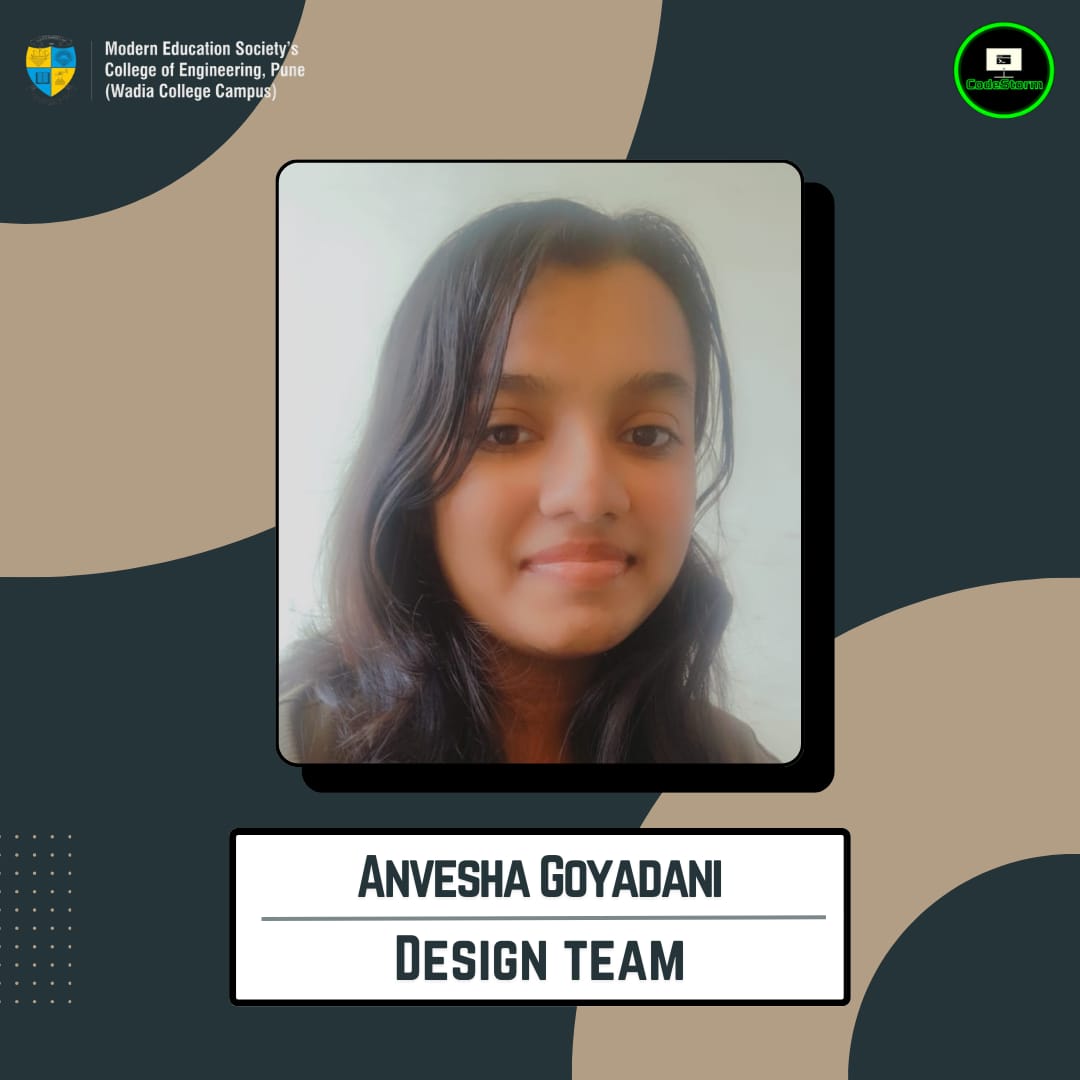 Modern Education Society's
College of Engineering, Pune
(Wadia College Campus)
CodeStorm
ANVESHA GOYADANI
DESIGN TEAM